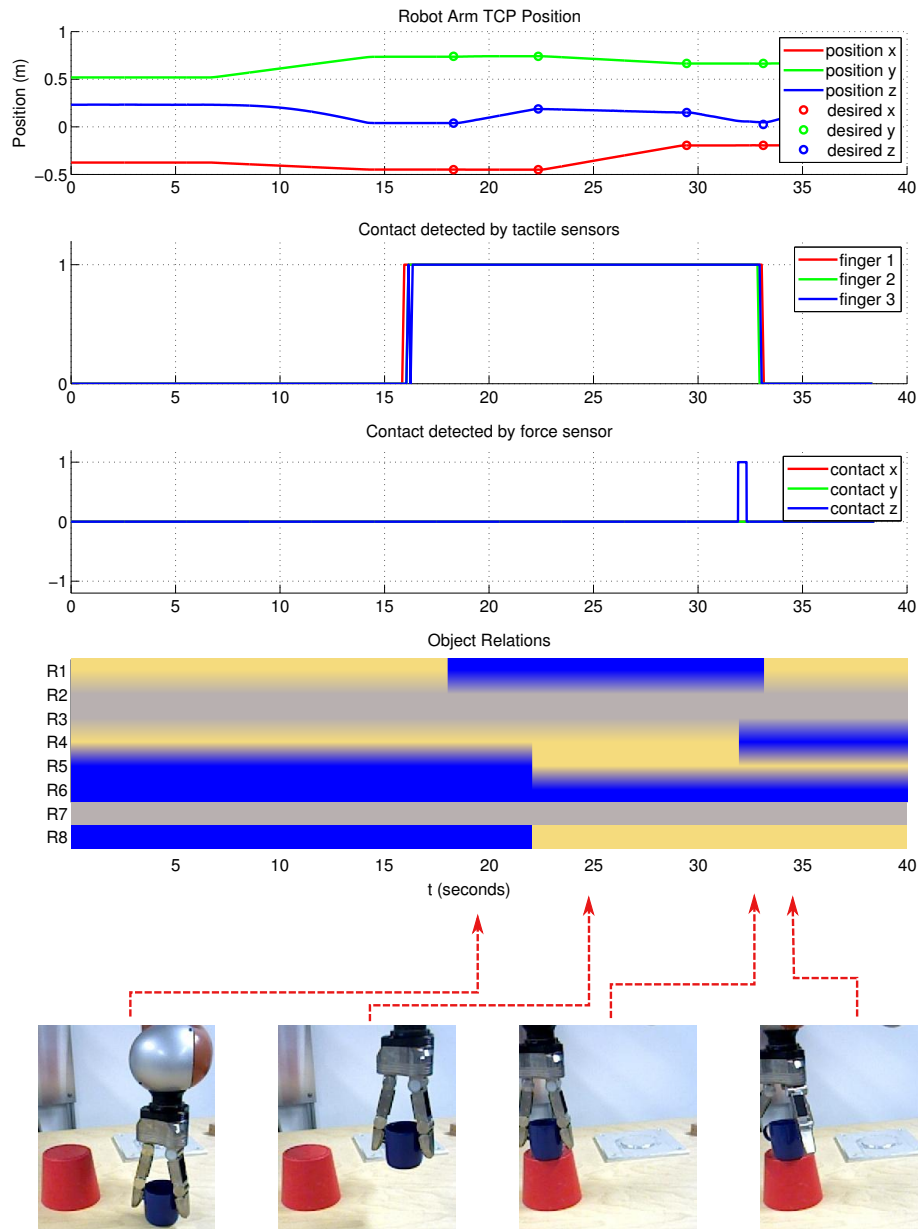 Robot Arm TCP Position
Position (m)
1
0.5
0
−0.5
0 5 10 15 20 25 30 35 40
position x
position y
position z
desired x
desired y
desired z
Contact detected by tactile sensors
1
0
0 5 10 15 20 25 30 35 40
finger 1
finger 2
finger 3
Contact detected by force sensor
1
0
−1
0 5 10 15 20 25 30 35 40
contact x
contact y
contact z
Object Relations
R1
R2
R3
R4
R5
R6
R7
R8
5 10 15 20 25 30 35 40
t (seconds)